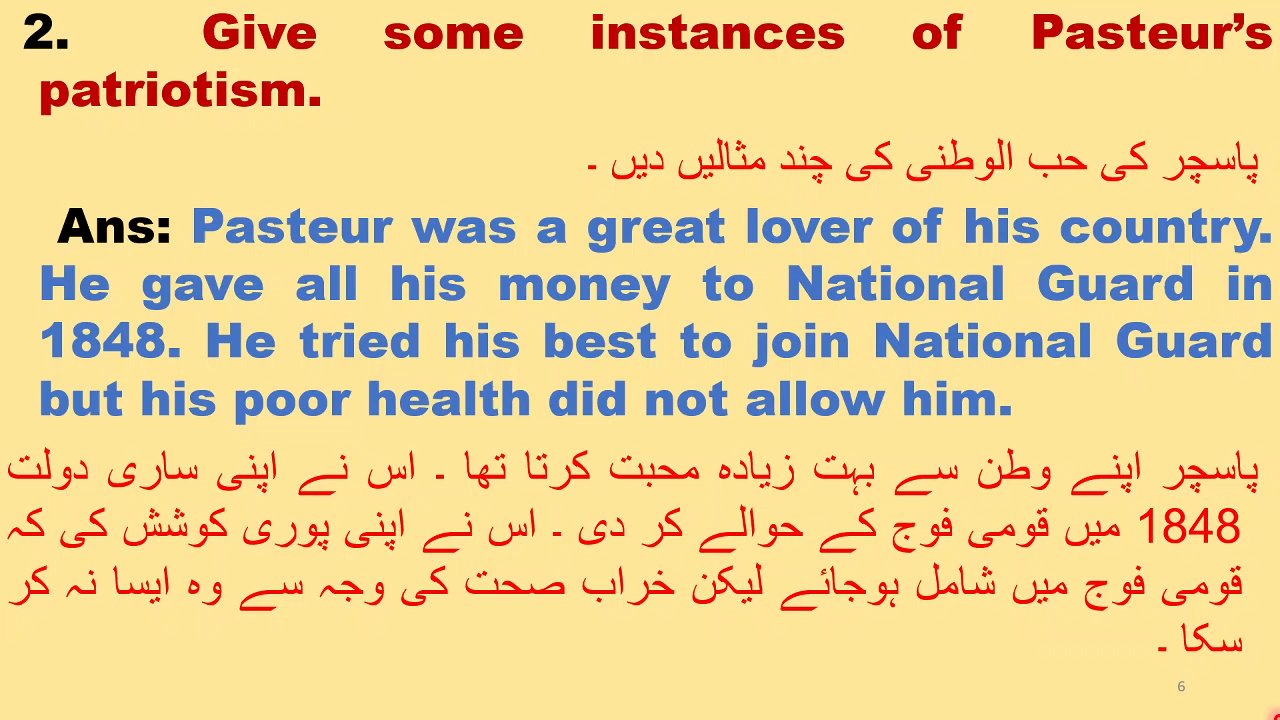 2. Give some instances of Pasteur’s
patriotism.
پاسچر کی حب الوطنی کی چند مثالیں دیں ۔
Ans: Pasteur was a great lover of his country.
He gave all his money to National Guard in
1848. He tried his best to join National Guard
but his poor health did not allow him.
پاسچر اپنے وطن سے بہت زیادہ محبت کرتا تھا ۔ اس نے اپنی ساری دولت
1848 میں قومی فوج کے حوالے کر دی ۔ اس نے اپنی پوری کوشش کی کہ
قومی فوج میں شامل ہوجائے لیکن خراب صحت کی وجہ سے وہ ایسا نہ کر
سکا ۔
6